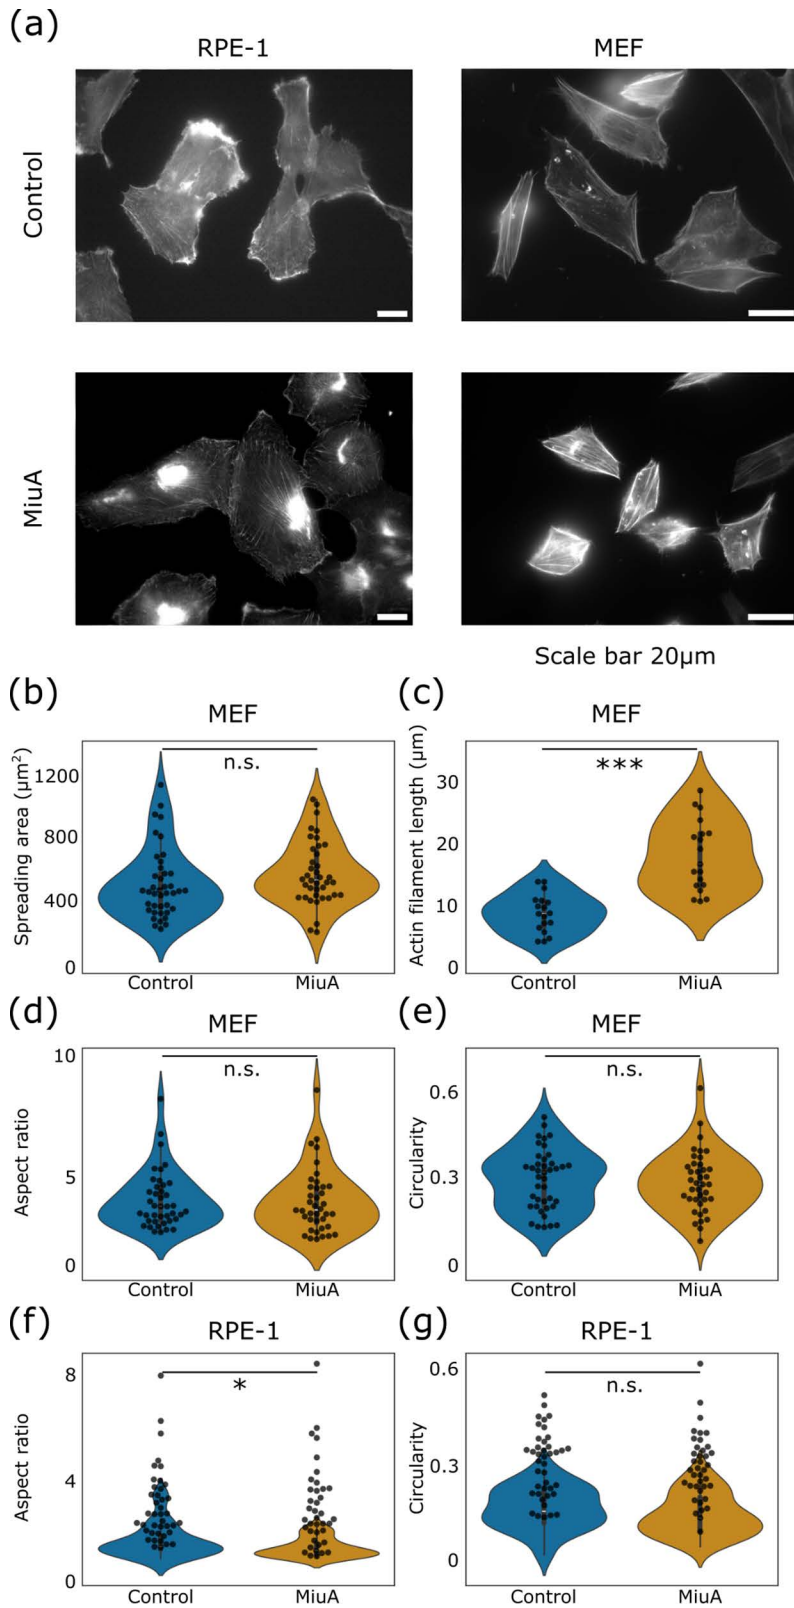 (a)
RPE-1 MEF
Control
MiuA
Scale bar 20µm
(b) (c)
MEF MEF
Spreading area (µm²)
1200
800
400
0
n.s.
Control MiuA
Actin filament length (µm)
30
20
10
0
***
Control MiuA
(d) (e)
MEF MEF
Aspect ratio
10
5
0
n.s.
Control MiuA
Circularity
0.6
0.3
0
n.s.
Control MiuA
(f) (g)
RPE-1 RPE-1
Aspect ratio
8
4
0
*
Control MiuA
Circularity
0.6
0.3
0
n.s.
Control MiuA